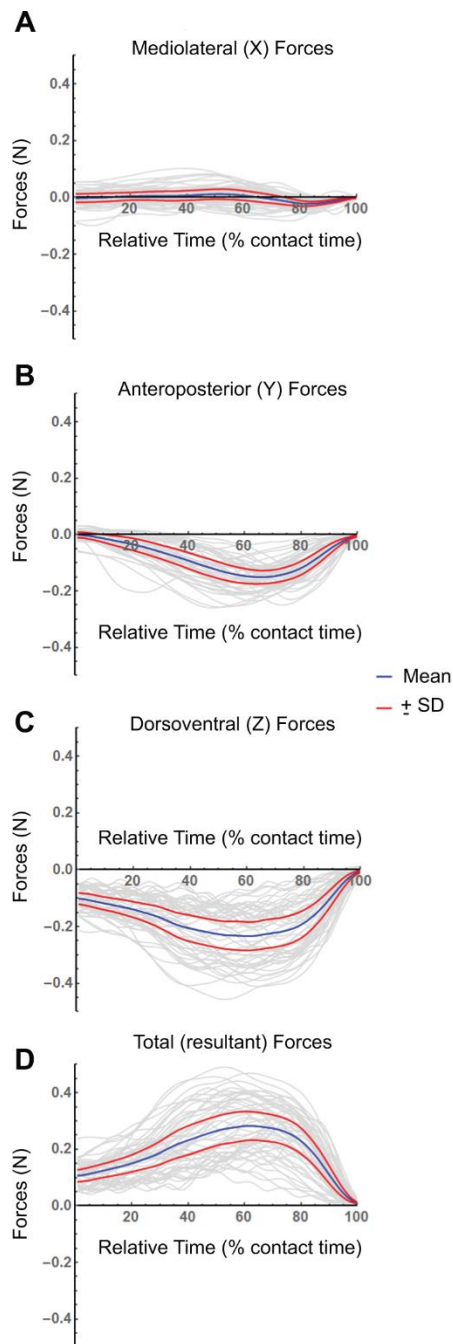 A
Mediolateral (X) Forces
0.4
0.2
0.0
−0.2
−0.4
20 40 60 80 100
Forces (N)
Relative Time (% contact time)
B
Anteroposterior (Y) Forces
0.4
0.2
0.0
−0.2
−0.4
20 40 60 80 100
Forces (N)
Relative Time (% contact time)
Mean
± SD
C
Dorsoventral (Z) Forces
0.4
0.2
0.0
−0.2
−0.4
Relative Time (% contact time)
20 40 60 80 100
Forces (N)
D
Total (resultant) Forces
0.4
0.2
0.0
−0.2
−0.4
20 40 60 80 100
Forces (N)
Relative Time (% contact time)